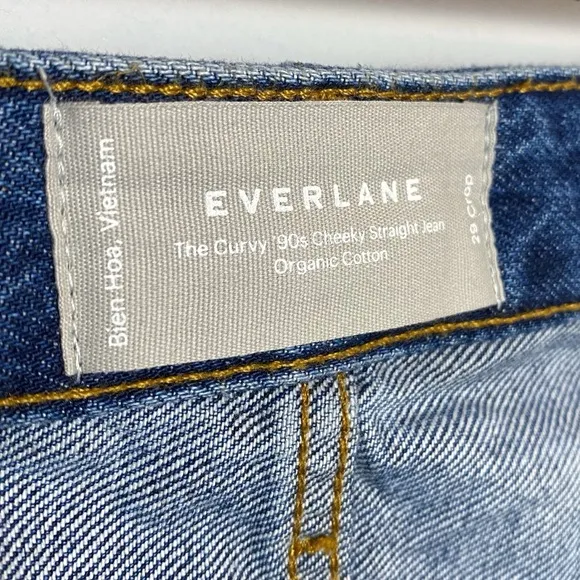 EVERLANE
The Curvy '90s Cheeky Straight Jean
Organic Cotton
Bien Hoa, Vietnam
29 Crop